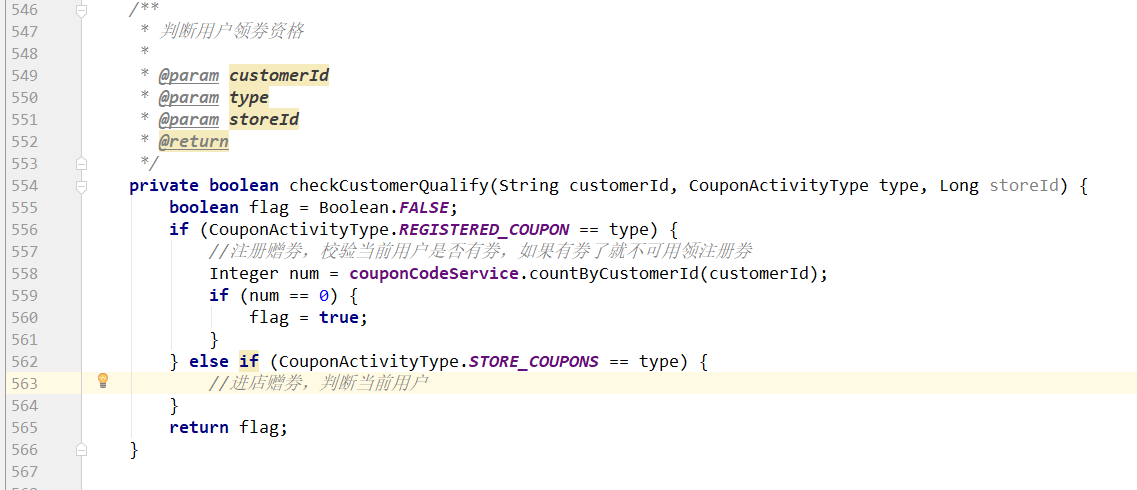 546 /**
547 * 判断用户领券资格
548 *
549 * @param customerId
550 * @param type
551 * @param storeId
552 * @return
553 */
554 private boolean checkCustomerQualify(String customerId, CouponActivityType type, Long storeId) {
555 boolean flag = Boolean.FALSE;
556 if (CouponActivityType.REGISTERED_COUPON == type) {
557 //注册赠券，校验当前用户是否有券，如果有券了就不可用领注册券
558 Integer num = couponCodeService.countByCustomerId(customerId);
559 if (num == 0) {
560 flag = true;
561 }
562 } else if (CouponActivityType.STORE_COUPONS == type) {
563 //进店赠券，判断当前用户
564 }
565 return flag;
566 }
567